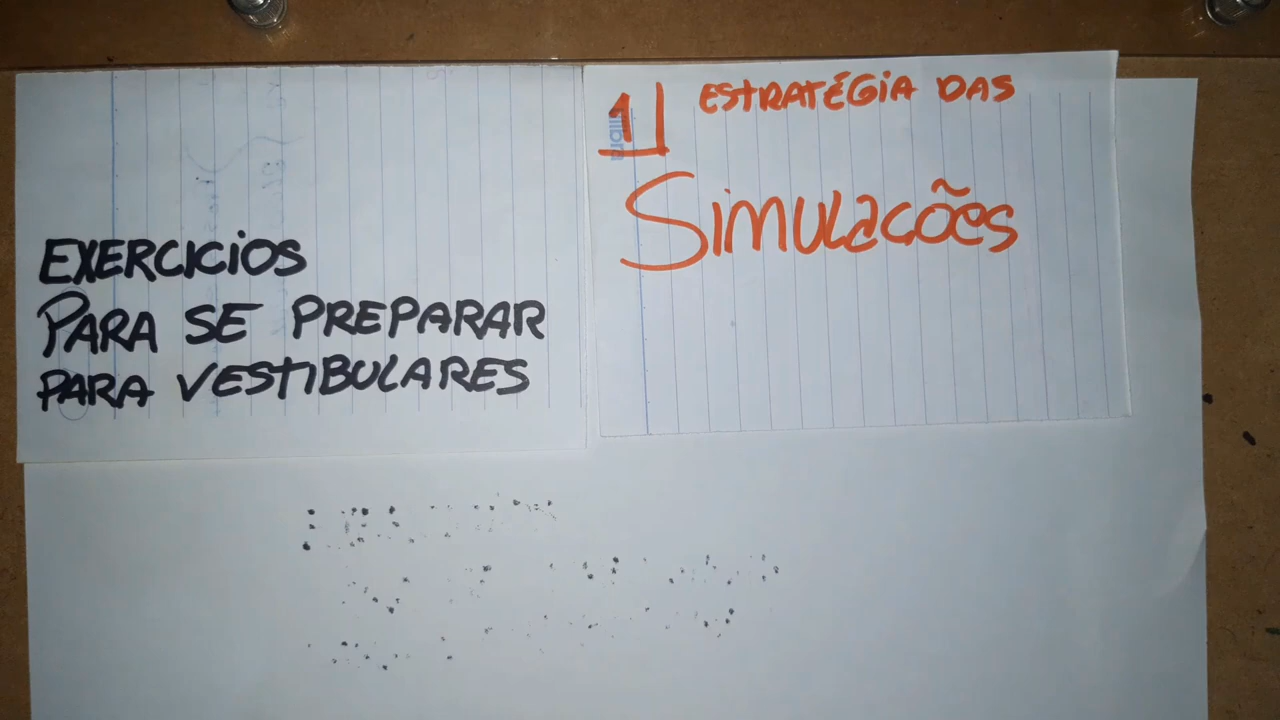 EXERCICIOS
PARA SE PREPARAR
PARA VESTIBULARES
1
ESTRATÉGIA DAS
SIMULACÕES